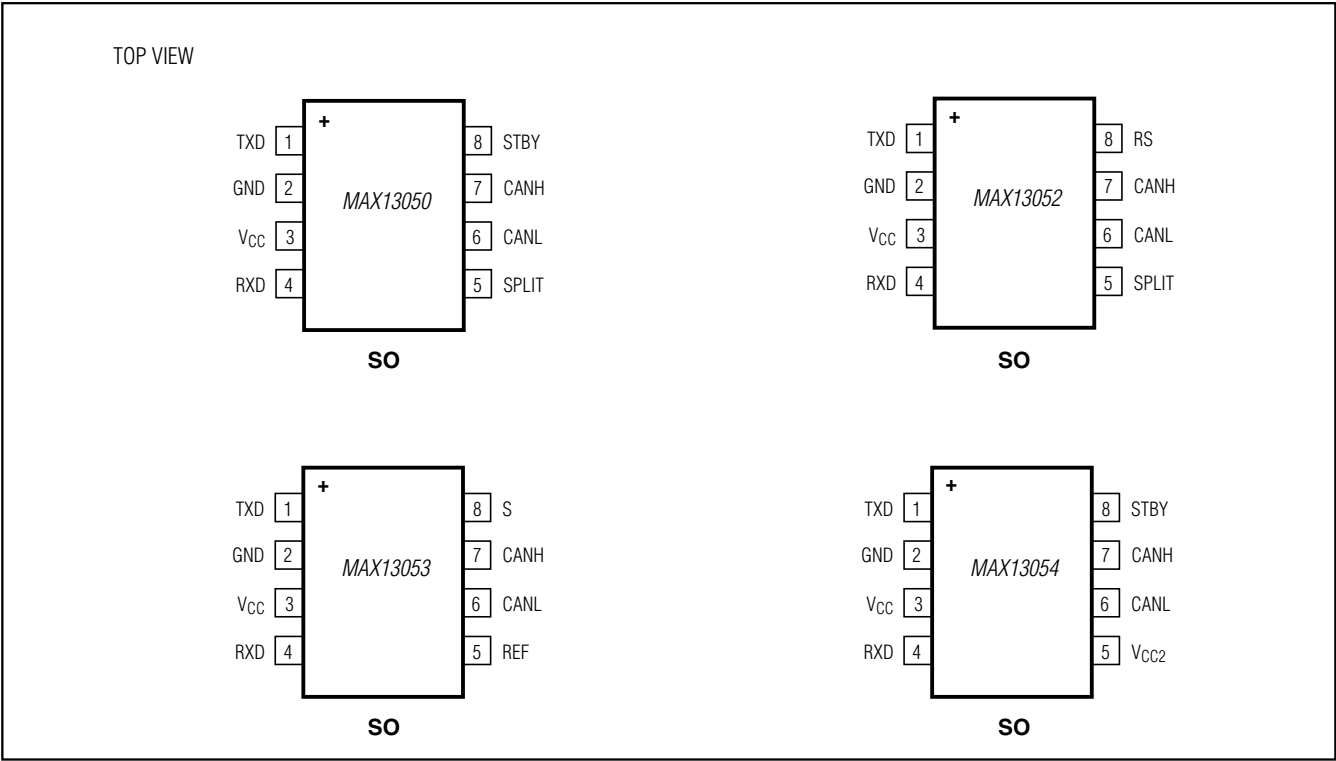 TOP VIEW
+
TXD 1 8 STBY
GND 2 7 CANH
MAX13050
VCC 3 6 CANL
RXD 4 5 SPLIT
SO
+
TXD 1 8 RS
GND 2 7 CANH
MAX13052
VCC 3 6 CANL
RXD 4 5 SPLIT
SO
+
TXD 1 8 S
GND 2 7 CANH
MAX13053
VCC 3 6 CANL
RXD 4 5 REF
SO
+
TXD 1 8 STBY
GND 2 7 CANH
MAX13054
VCC 3 6 CANL
RXD 4 5 VCC2
SO